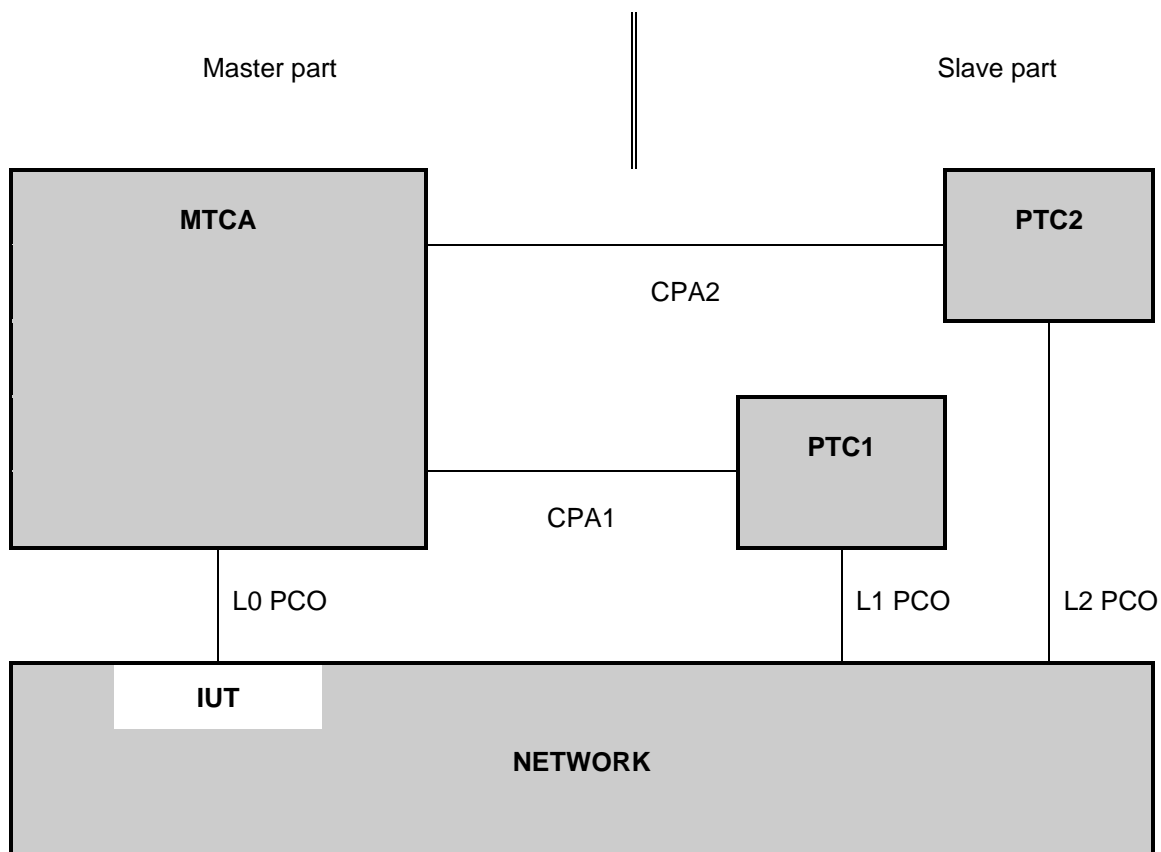 Master part
Slave part
MTCA
PTC2
CPA2
PTC1
CPA1
L0 PCO
L1 PCO
L2 PCO
IUT
NETWORK